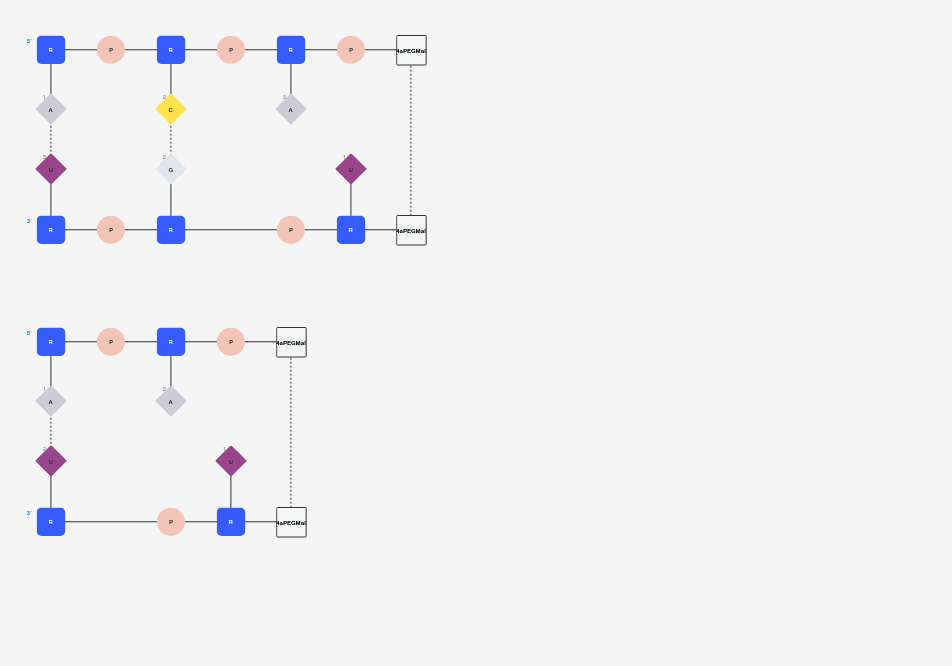 5' R P R P R P 4aPEGMal
1 A 2 C 3 A
3 U 2 G 1 U
3' R P R P R 4aPEGMal
5' R P R P 4aPEGMal
1 A 2 A
2 U 1 U
3' R P R 4aPEGMal